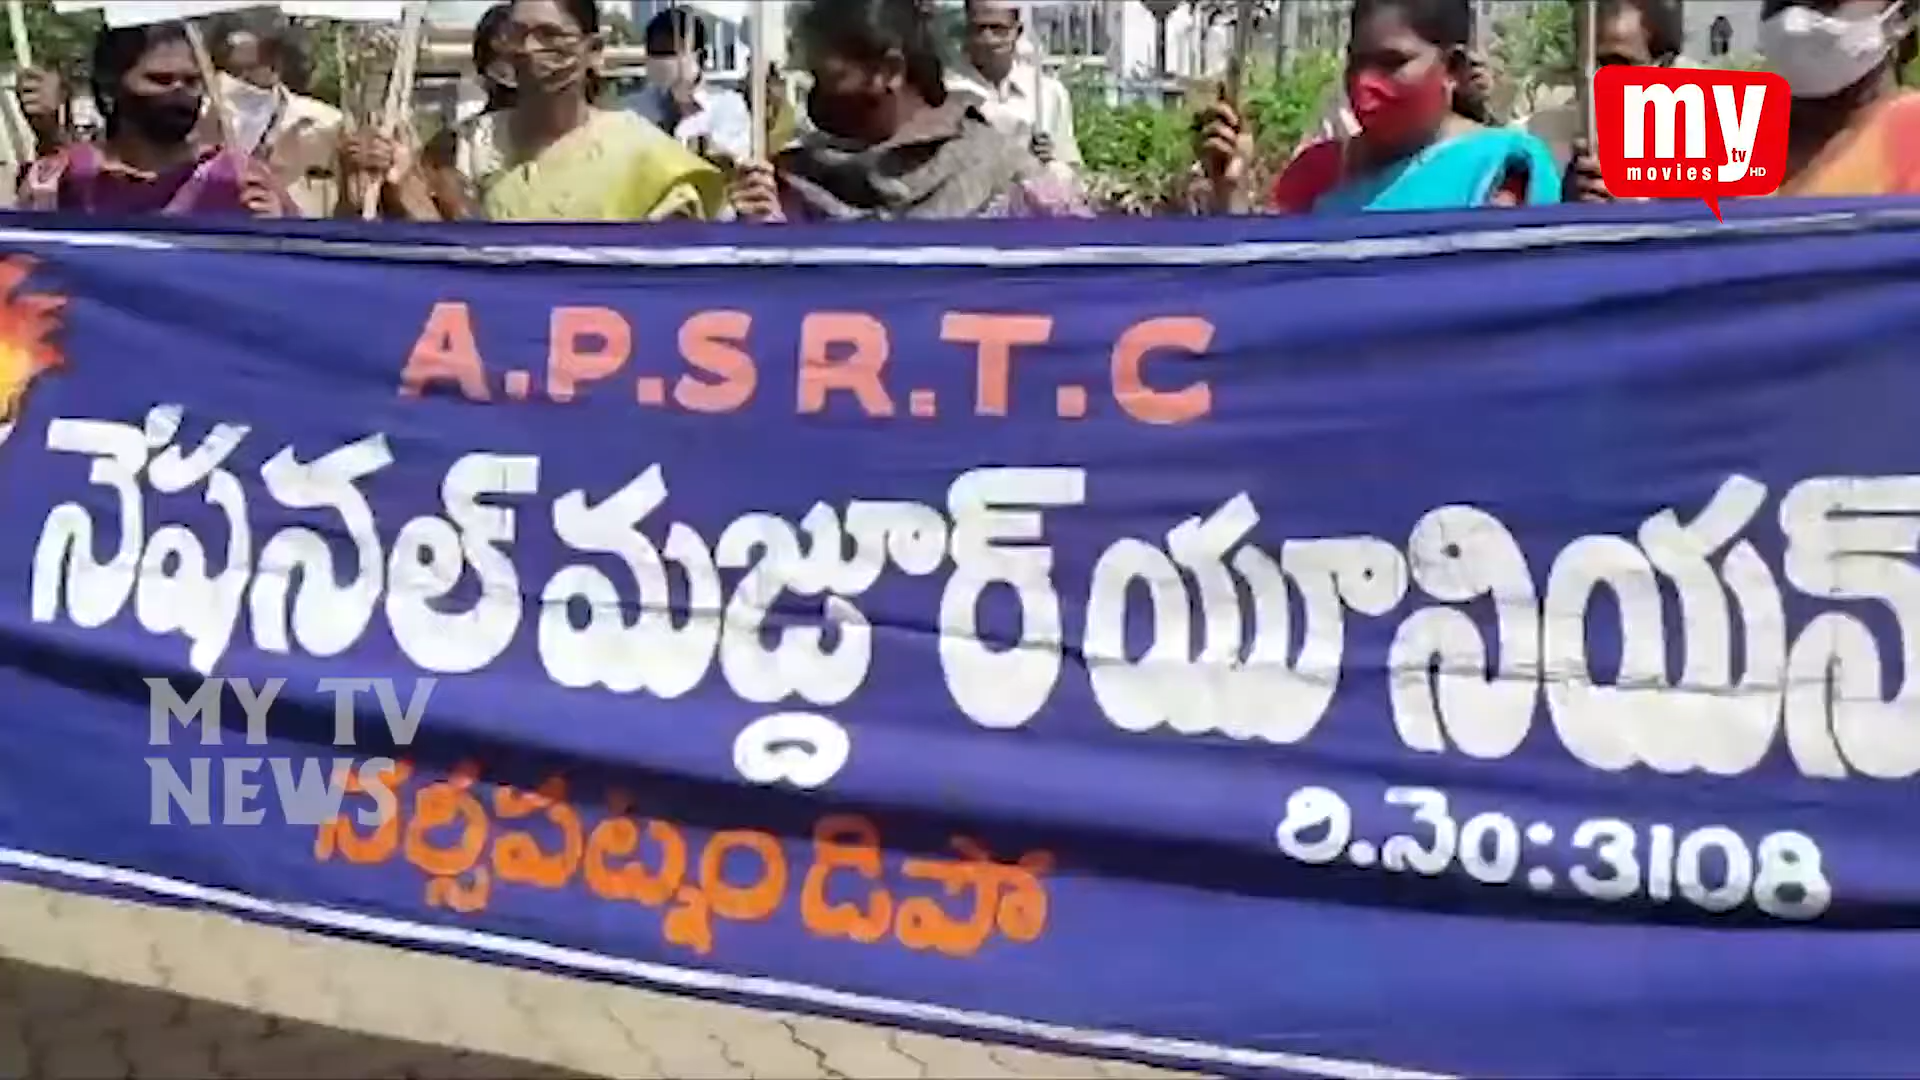 my
tv
movies HD
A.P.S R.T.C
నేషనల్ మజ్దూర్ యూనియన్
రి.నెం:3108
నర్సీపట్నం డిపో
MY TV
NEWS